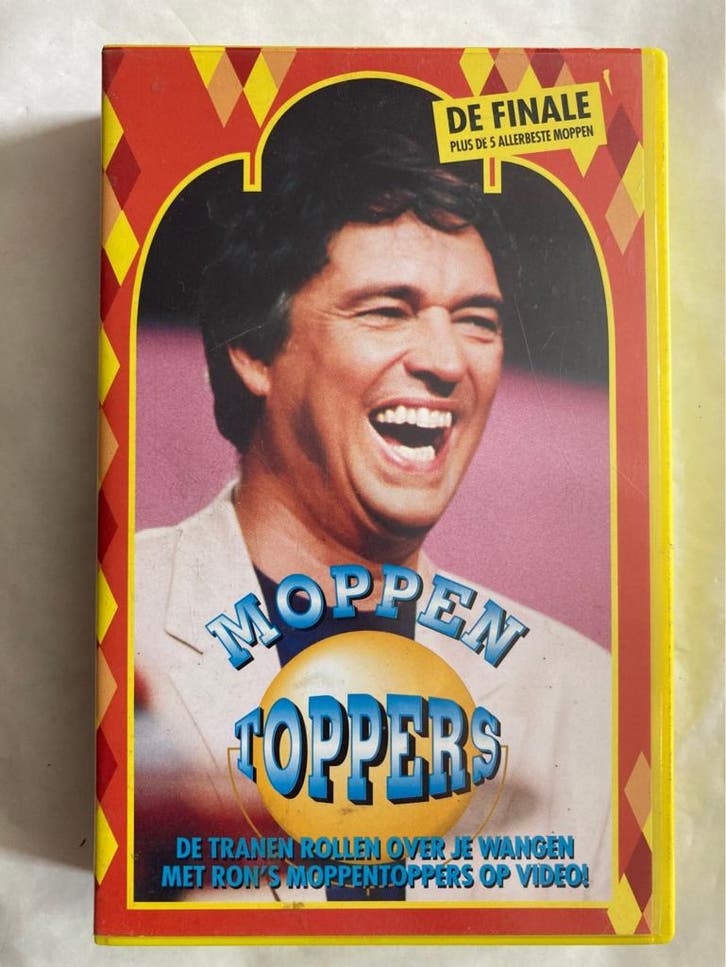 DE FINALE
PLUS DE 5 ALLERBESTE MOPPEN
MOPPEN
TOPPERS
DE TRANEN ROLLEN OVER JE WANGEN
MET RON'S MOPPENTOPPERS OP VIDEO!